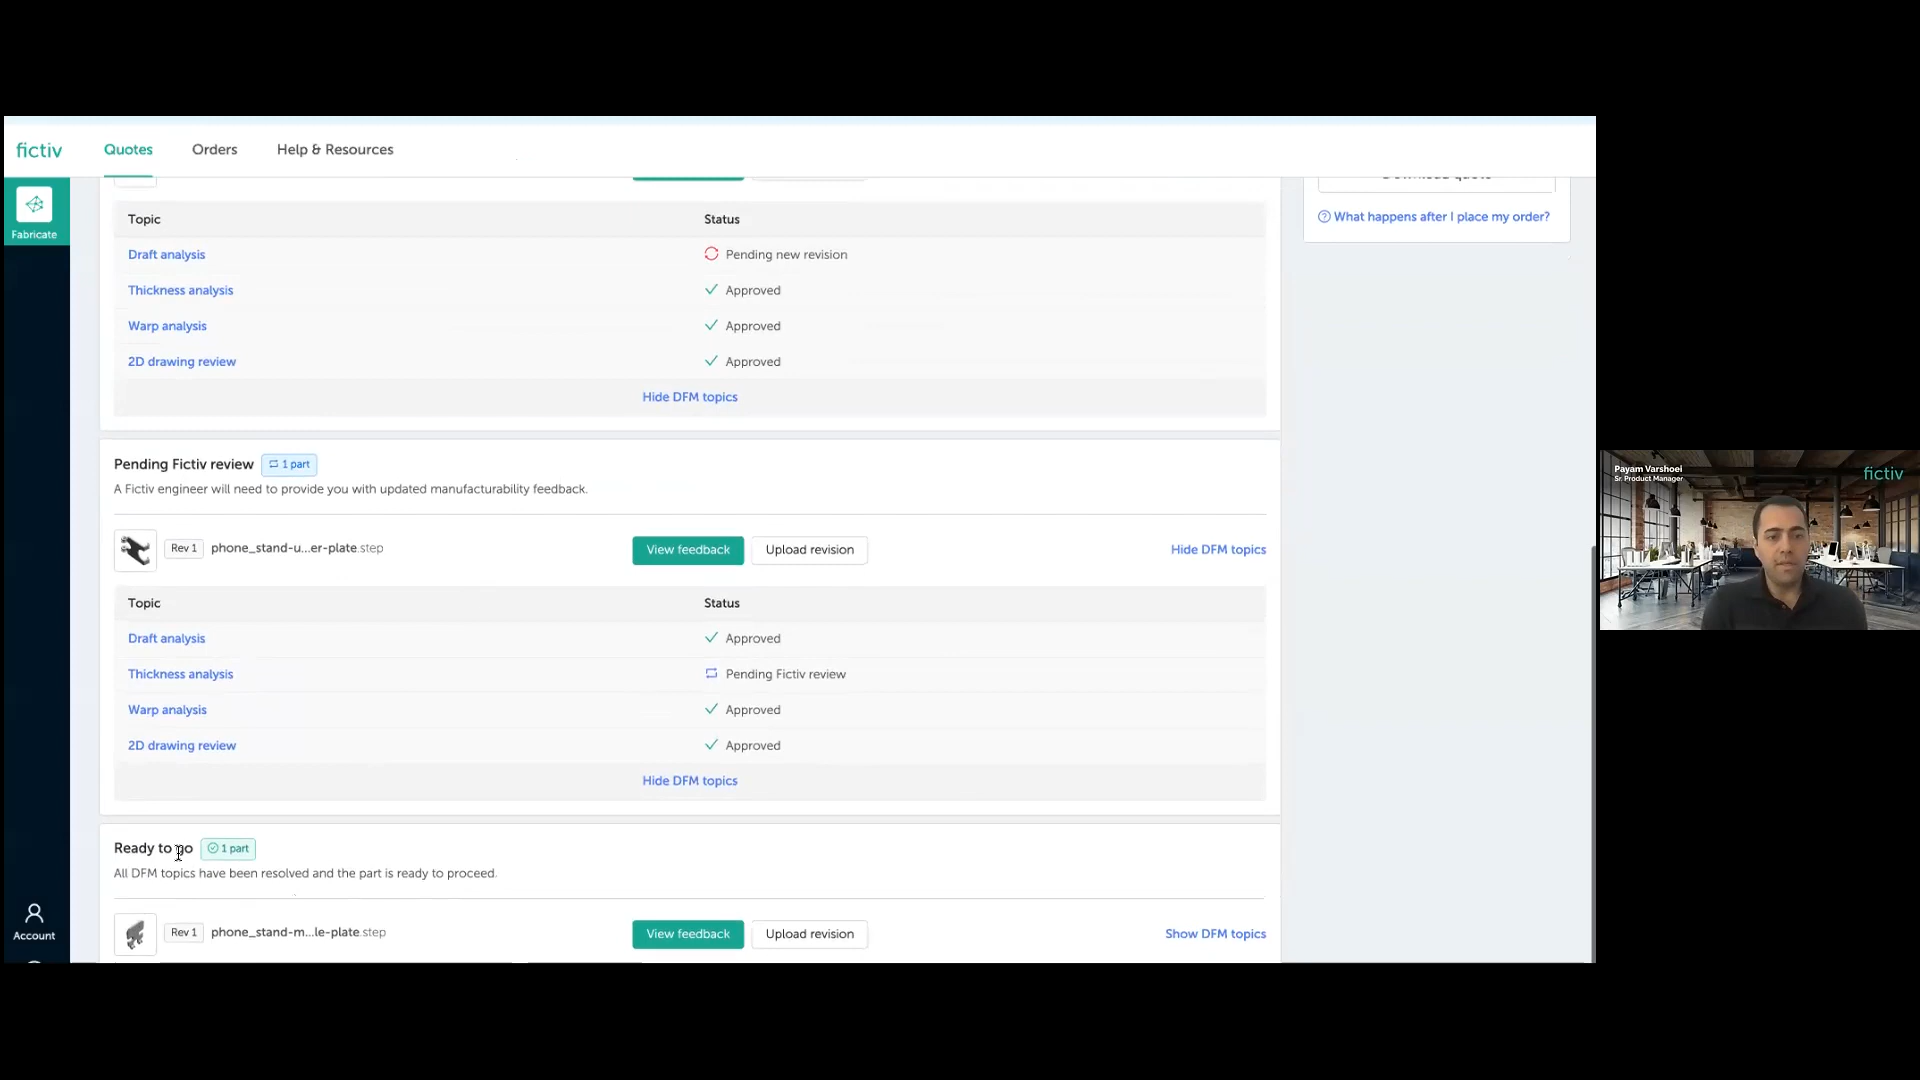 fictiv
Quotes
Orders
Help & Resources
Fabricate
Download quote
What happens after I place my order?
Topic
Status
Draft analysis
Pending new revision
Thickness analysis
Approved
Warp analysis
Approved
2D drawing review
Approved
Hide DFM topics
Pending Fictiv review
1 part
A Fictiv engineer will need to provide you with updated manufacturability feedback.
Rev 1
phone_stand-u...er-plate.step
View feedback
Upload revision
Hide DFM topics
Topic
Status
Draft analysis
Approved
Thickness analysis
Pending Fictiv review
Warp analysis
Approved
2D drawing review
Approved
Hide DFM topics
Ready to go
1 part
All DFM topics have been resolved and the part is ready to proceed.
Rev 1
phone_stand-m...le-plate.step
View feedback
Upload revision
Show DFM topics
Account
Payam Varshoei
Sr. Product Manager
fictiv